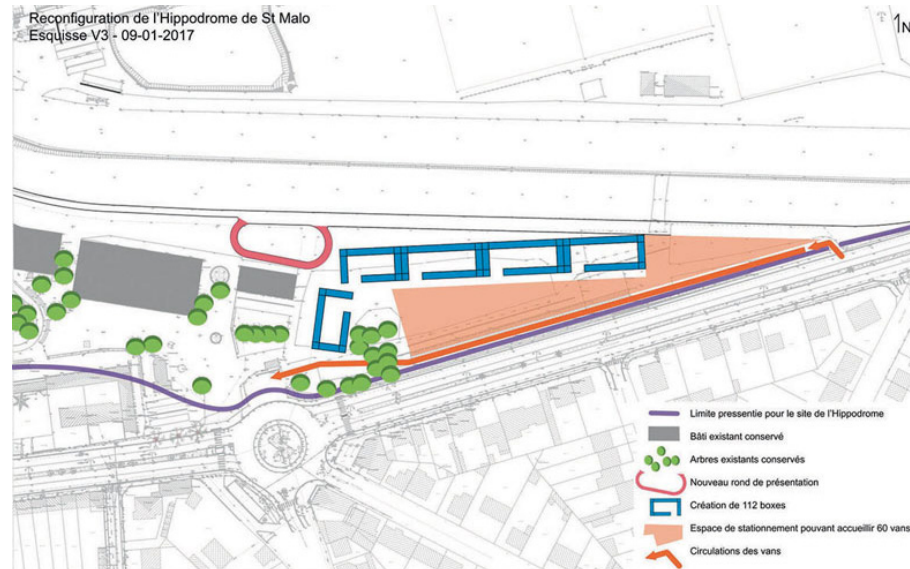 Reconfiguration de l'Hippodrome de St Malo
Esquisse V3 - 09-01-2017
N
Limite pressentie pour le site de l'Hippodrome
Bâti existant conservé
Arbres existants conservés
Nouveau rond de présentation
Création de 112 boxes
Espace de stationnement pouvant accueillir 60 vans
Circulations des vans